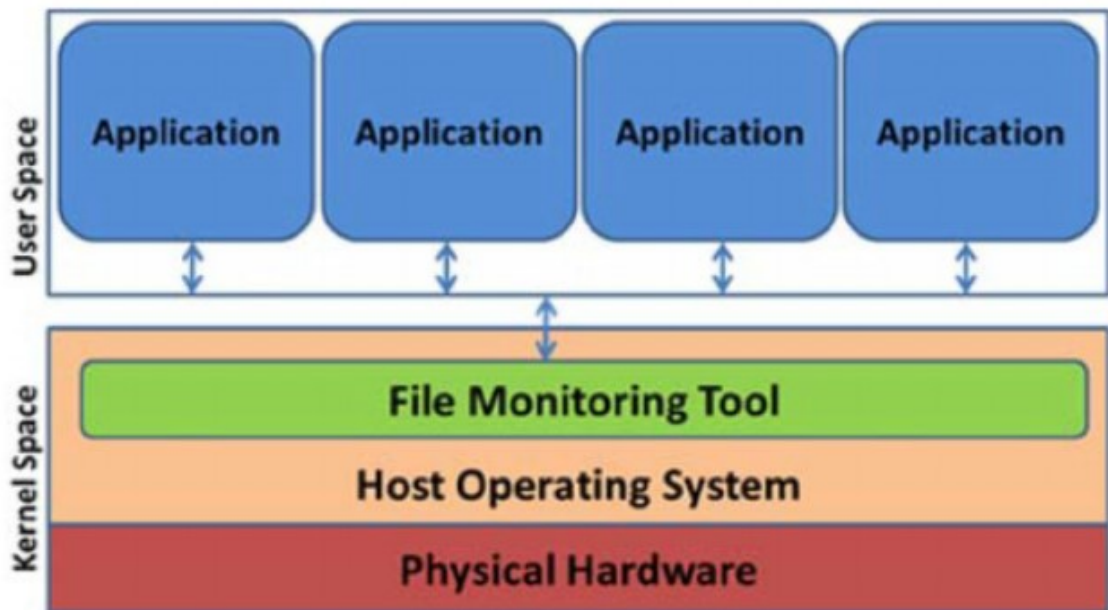 User Space
Application
Application
Application
Application
Kernel Space
File Monitoring Tool
Host Operating System
Physical Hardware